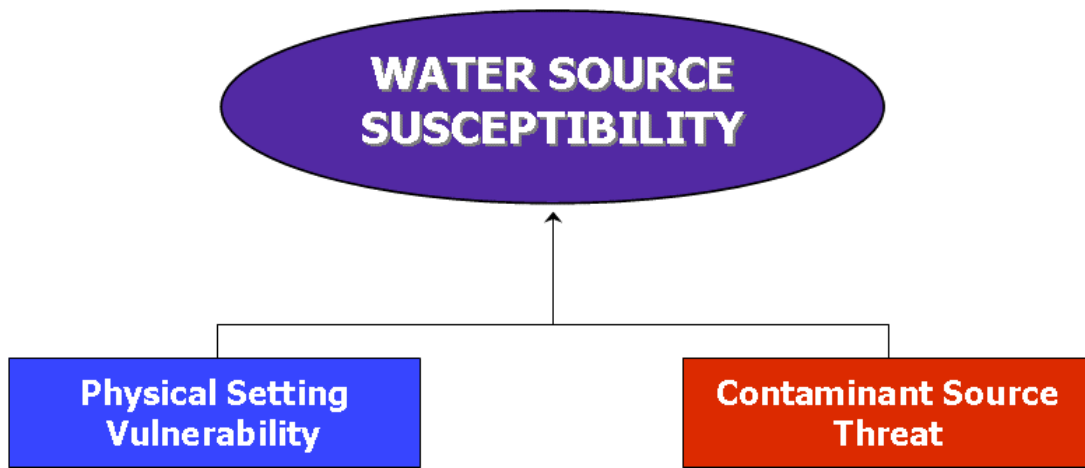 WATER SOURCE
SUSCEPTIBILITY
Physical Setting
Vulnerability
Contaminant Source
Threat